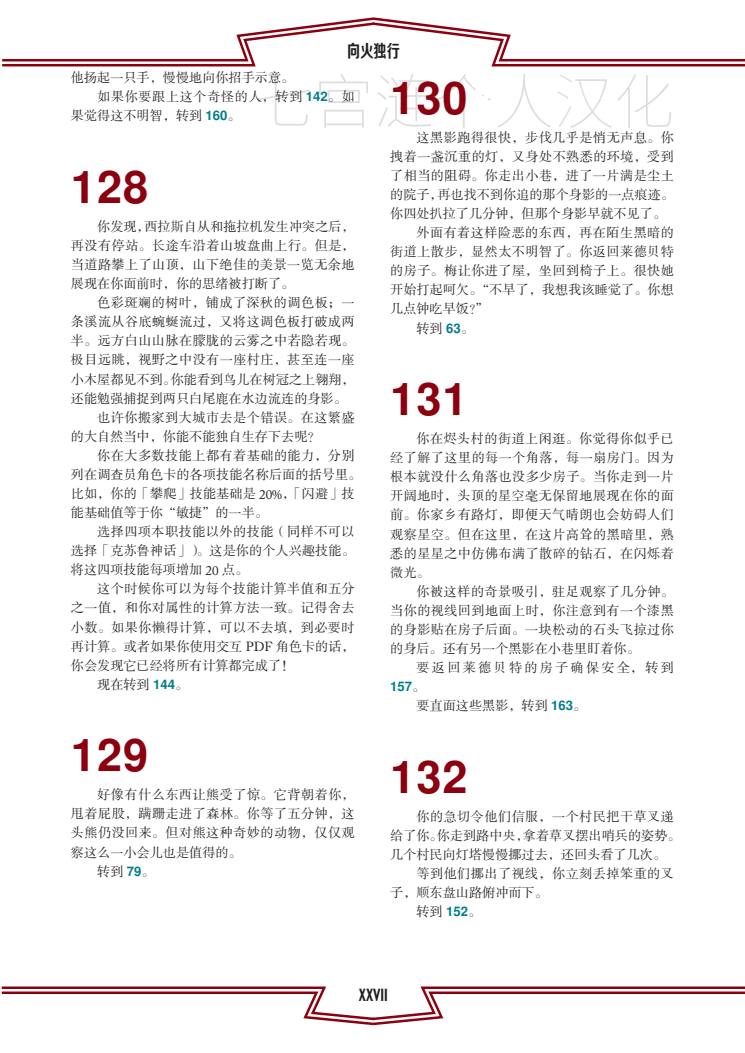 向火独行
七宫涟个人汉化
他扬起一只手，慢慢地向你招手示意。
如果你要跟上这个奇怪的人，转到 142。如
果觉得这不明智，转到 160。
128
你发现，西拉斯自从和拖拉机发生冲突之后，
再没有停站。长途车沿着山坡盘曲上行。但是，
当道路攀上了山顶，山下绝佳的美景一览无余地
展现在你面前时，你的思绪被打断了。
色彩斑斓的树叶，铺成了深秋的调色板；一
条溪流从谷底蜿蜒流过，又将这调色板打破成两
半。远方白山山脉在朦胧的云雾之中若隐若现。
极目远眺，视野之中没有一座村庄，甚至连一座
小木屋都见不到。你能看到鸟儿在树冠之上翱翔，
还能勉强捕捉到两只白尾鹿在水边流连的身影。
也许你搬家到大城市去是个错误。在这繁盛
的大自然当中，你能不能独自生存下去呢？
你在大多数技能上都有着基础的能力，分别
列在调查员角色卡的各项技能名称后面的括号里。
比如，你的「攀爬」技能基础是 20%，「闪避」技
能基础值等于你“敏捷”的一半。
选择四项本职技能以外的技能（同样不可以
选择「克苏鲁神话」）。这是你的个人兴趣技能。
将这四项技能每项增加 20 点。
这个时候你可以为每个技能计算半值和五分
之一值，和你对属性的计算方法一致。记得舍去
小数。如果你懒得计算，可以不去填，到必要时
再计算。或者如果你使用交互 PDF 角色卡的话，
你会发现它已经将所有计算都完成了！
现在转到 144。
129
好像有什么东西让熊受了惊。它背朝着你，
甩着屁股，蹒跚走进了森林。你等了五分钟，这
头熊仍没回来。但对熊这种奇妙的动物，仅仅观
察这么一小会儿也是值得的。
转到 79。
130
这黑影跑得很快，步伐几乎是悄无声息。你
拽着一盏沉重的灯，又身处不熟悉的环境，受到
了相当的阻碍。你走出小巷，进了一片满是尘土
的院子，再也找不到你追的那个身影的一点痕迹。
你四处扒拉了几分钟，但那个身影早就不见了。
外面有着这样险恶的东西，再在陌生黑暗的
街道上散步，显然太不明智了。你返回莱德贝特
的房子。梅让你进了屋，坐回到椅子上。很快她
开始打起呵欠。“不早了，我想我该睡觉了。你想
几点钟吃早饭？”
转到 63。
131
你在烬头村的街道上闲逛。你觉得你似乎已
经了解了这里的每一个角落，每一扇房门。因为
根本就没什么角落也没多少房子。当你走到一片
开阔地时，头顶的星空毫无保留地展现在你的面
前。你家乡有路灯，即便天气晴朗也会妨碍人们
观察星空。但在这里，在这片高耸的黑暗里，熟
悉的星星之中仿佛布满了散碎的钻石，在闪烁着
微光。
你被这样的奇景吸引，驻足观察了几分钟。
当你的视线回到地面上时，你注意到有一个漆黑
的身影贴在房子后面。一块松动的石头飞掠过你
的身后。还有另一个黑影在小巷里盯着你。
要返回莱德贝特的房子确保安全，转到
157。
要直面这些黑影，转到 163。
132
你的急切令他们信服，一个村民把干草叉递
给了你。你走到路中央，拿着草叉摆出哨兵的姿势。
几个村民向灯塔慢慢挪过去，还回头看了几次。
等到他们挪出了视线，你立刻丢掉笨重的叉
子，顺东盘山路俯冲而下。
转到 152。
XXVII